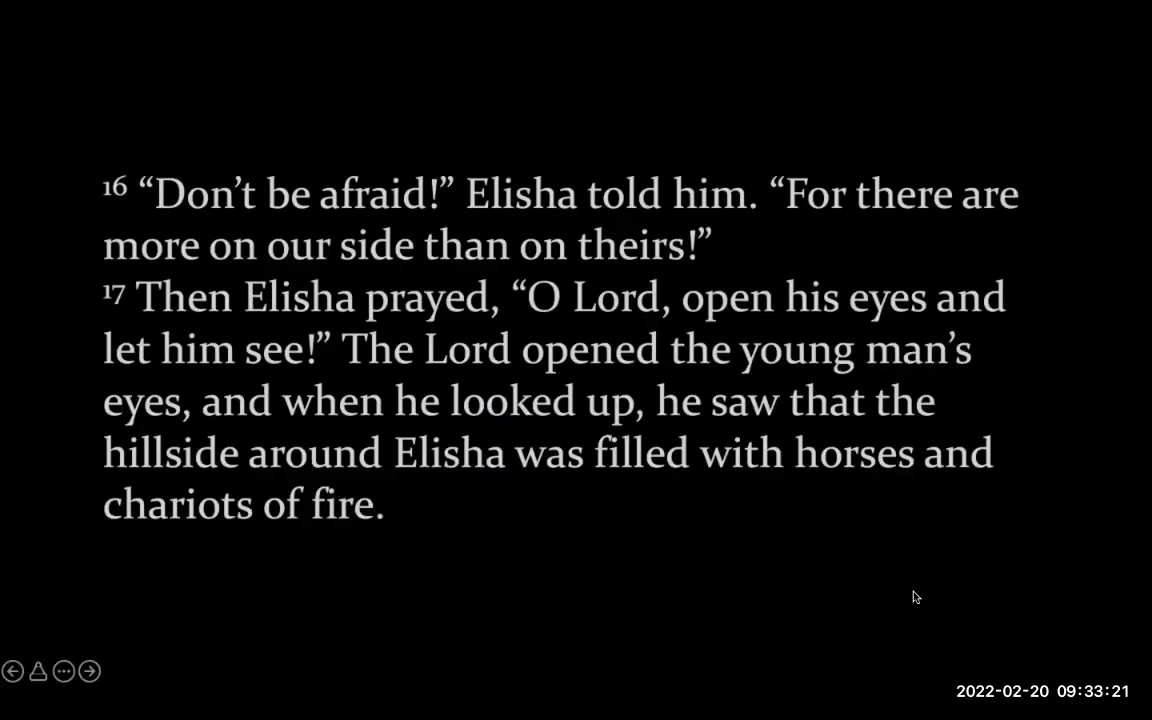 16 “Don’t be afraid!” Elisha told him. “For there are
more on our side than on theirs!”
17 Then Elisha prayed, “O Lord, open his eyes and
let him see!” The Lord opened the young man’s
eyes, and when he looked up, he saw that the
hillside around Elisha was filled with horses and
chariots of fire.
2022-02-20 09:33:21